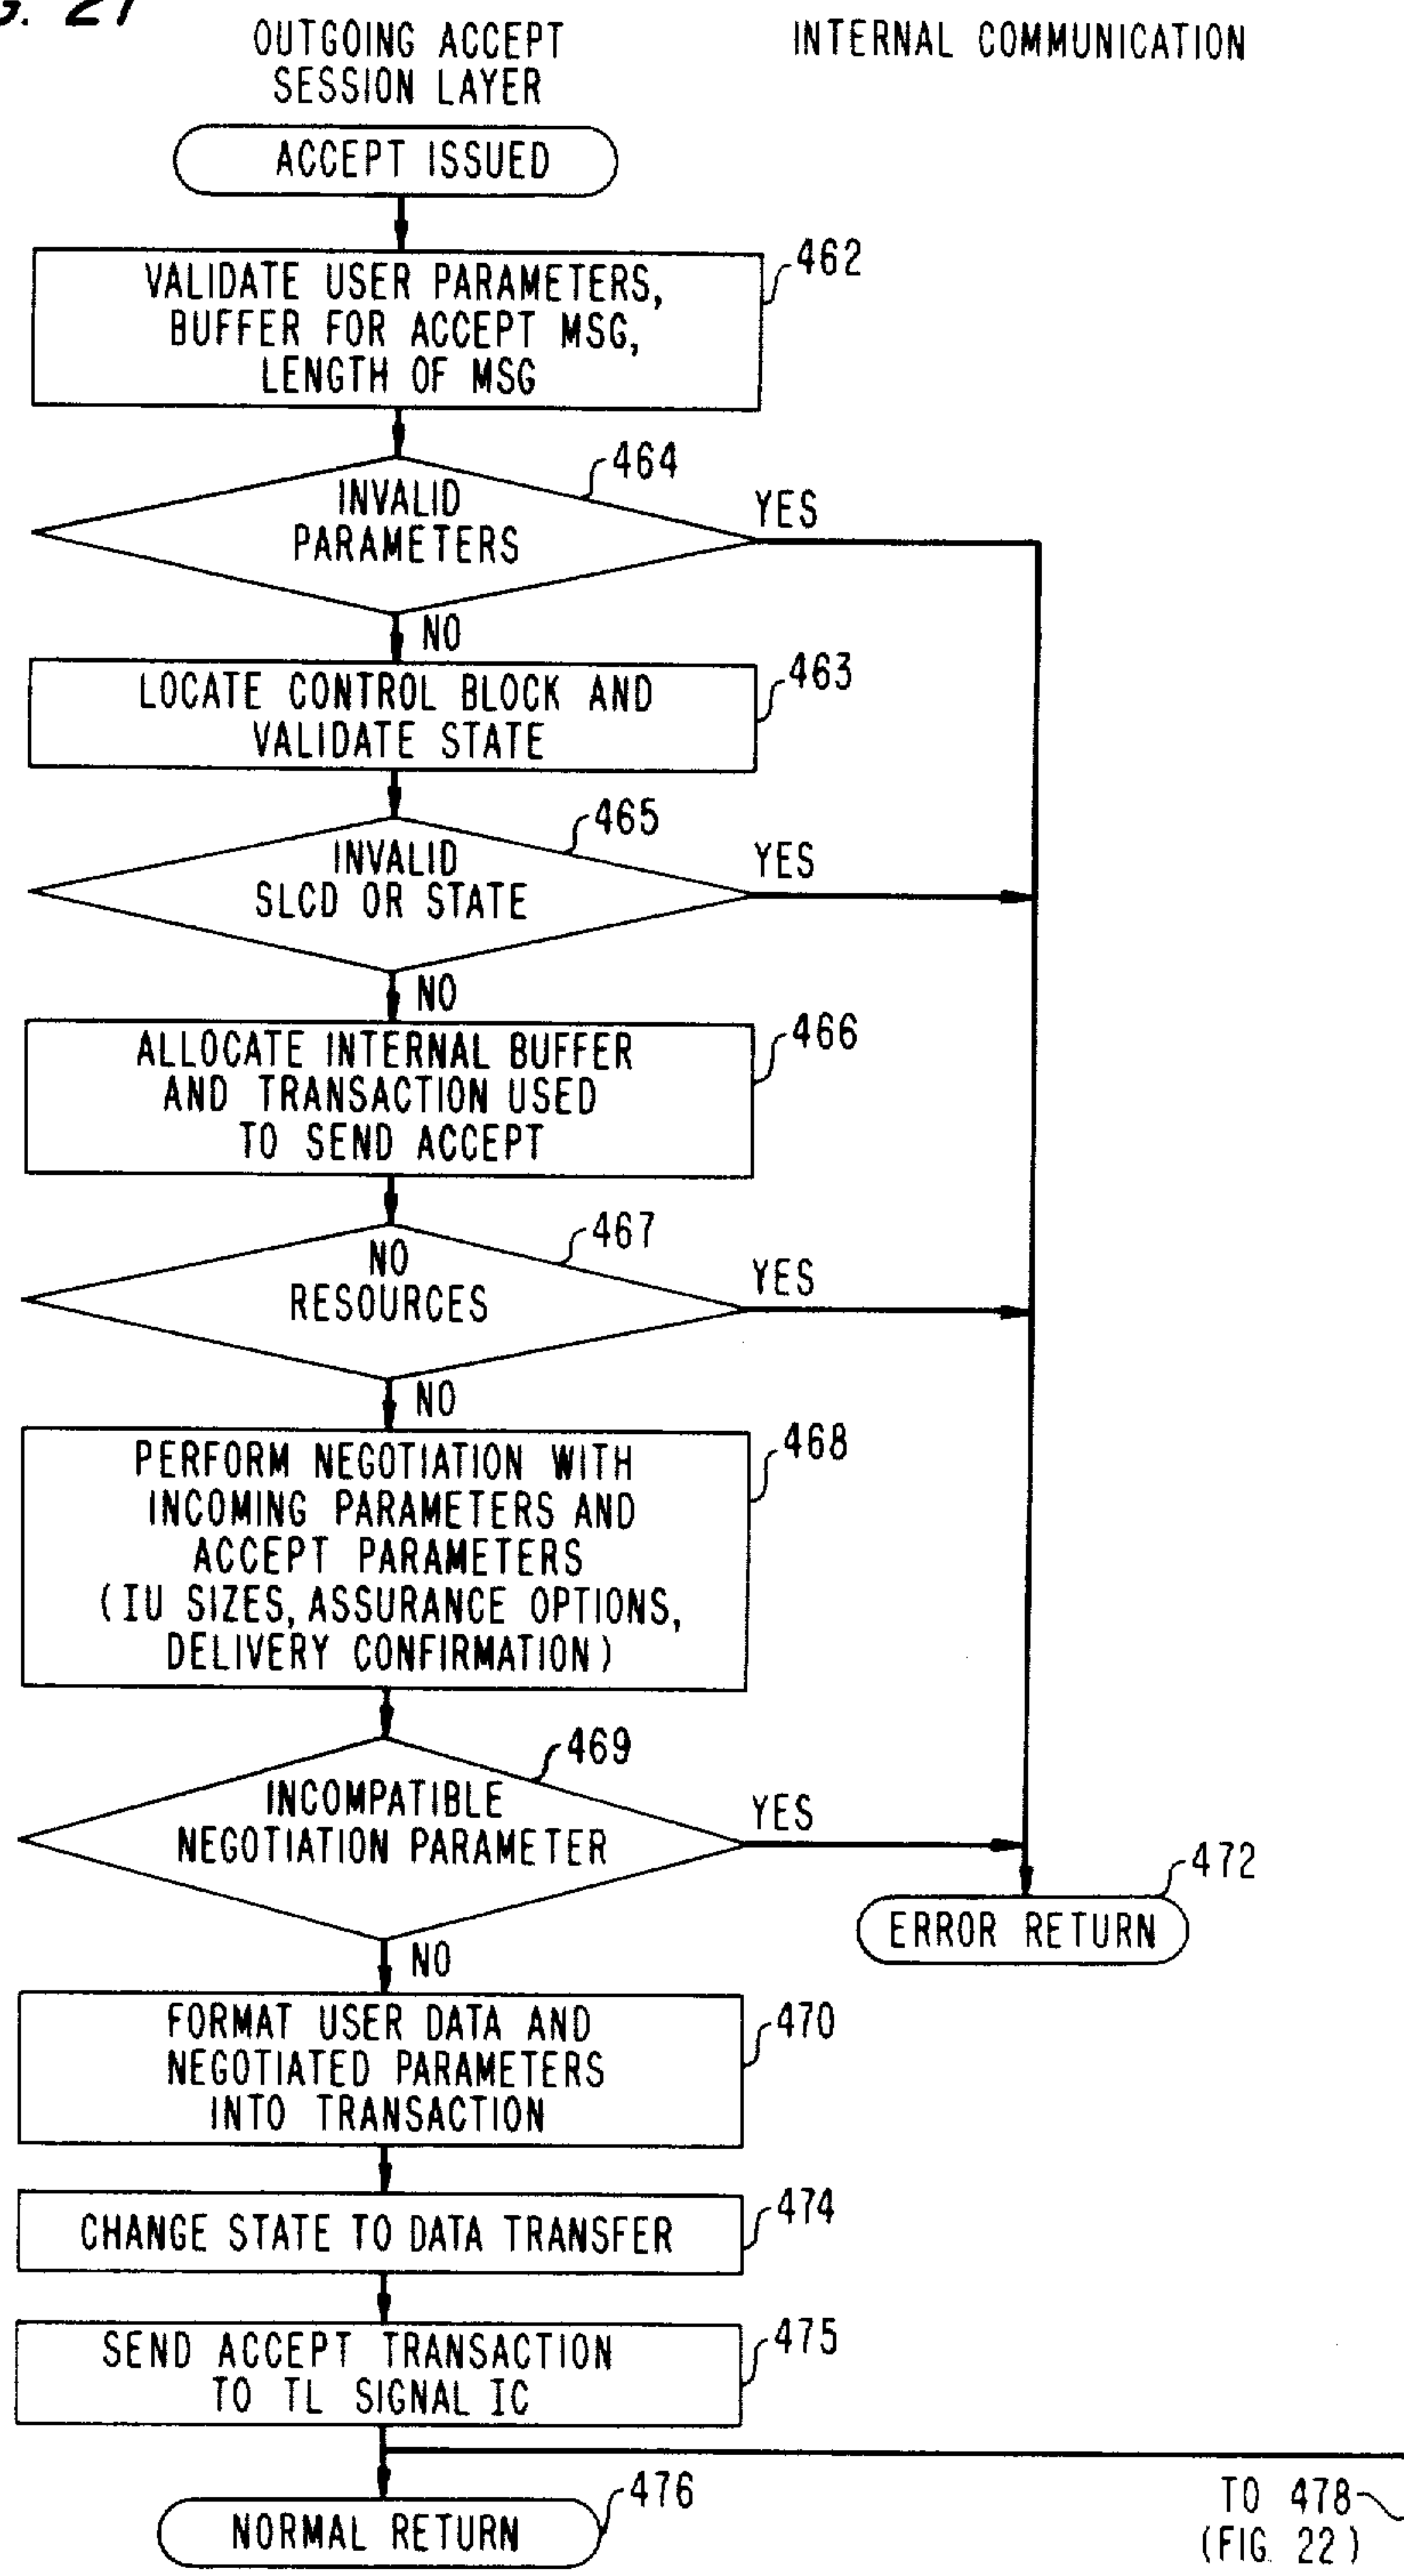 G. 21
OUTGOING ACCEPT
SESSION LAYER
INTERNAL COMMUNICATION
ACCEPT ISSUED
462
VALIDATE USER PARAMETERS,
BUFFER FOR ACCEPT MSG,
LENGTH OF MSG
464
INVALID
PARAMETERS
YES
NO
463
LOCATE CONTROL BLOCK AND
VALIDATE STATE
465
INVALID
SLCD OR STATE
YES
NO
466
ALLOCATE INTERNAL BUFFER
AND TRANSACTION USED
TO SEND ACCEPT
467
NO
RESOURCES
YES
NO
468
PERFORM NEGOTIATION WITH
INCOMING PARAMETERS AND
ACCEPT PARAMETERS
(IU SIZES, ASSURANCE OPTIONS,
DELIVERY CONFIRMATION)
469
INCOMPATIBLE
NEGOTIATION PARAMETER
YES
472
ERROR RETURN
NO
470
FORMAT USER DATA AND
NEGOTIATED PARAMETERS
INTO TRANSACTION
474
CHANGE STATE TO DATA TRANSFER
475
SEND ACCEPT TRANSACTION
TO TL SIGNAL IC
476
NORMAL RETURN
TO 478
(FIG. 22)